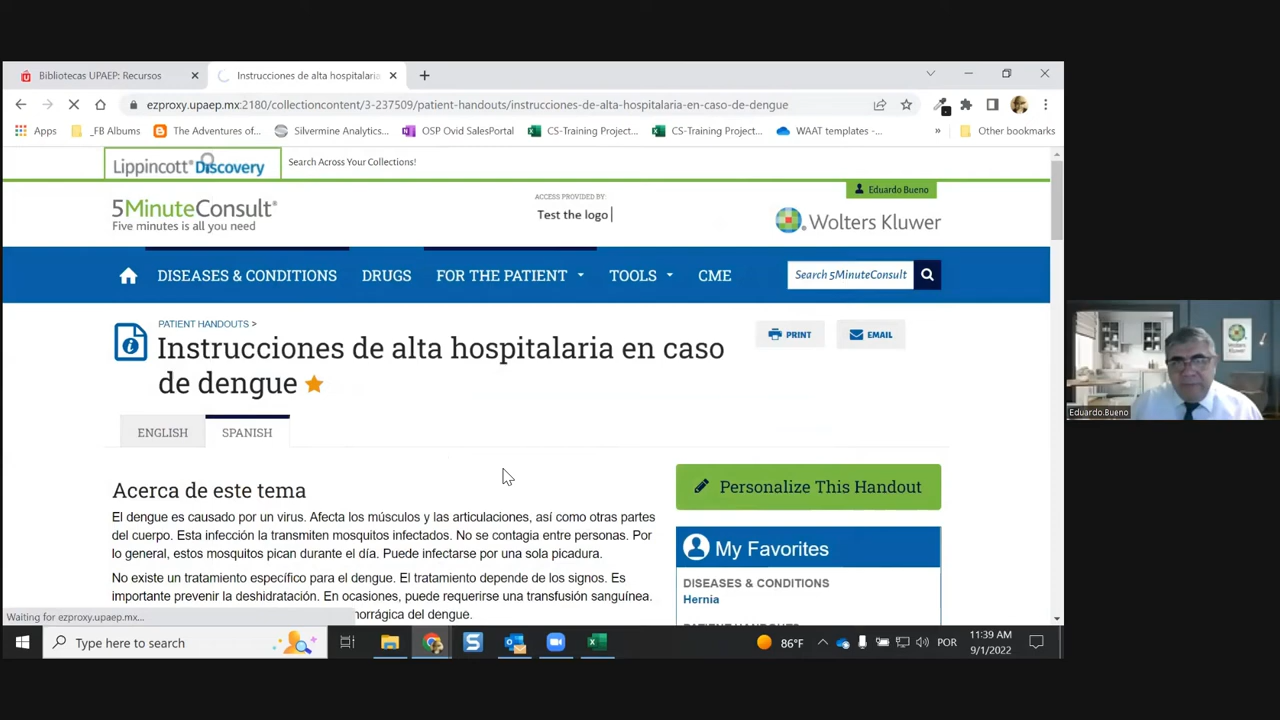 Bibliotecas UPAEP: Recursos
Instrucciones de alta hospitalaria
ezproxy.upaep.mx:2180/collectioncontent/3-237509/patient-handouts/instrucciones-de-alta-hospitalaria-en-caso-de-dengue
Apps
_FB Albums
The Adventures of...
Silvermine Analytics...
OSP Ovid SalesPortal
CS-Training Project...
CS-Training Project...
WAAT templates -...
»
Other bookmarks
Lippincott® Discovery
Search Across Your Collections!
Eduardo Bueno
5MinuteConsult®
Five minutes is all you need
ACCESS PROVIDED BY:
Test the logo
Wolters Kluwer
DISEASES & CONDITIONS
DRUGS
FOR THE PATIENT
TOOLS
CME
Search 5MinuteConsult
PATIENT HANDOUTS >
Instrucciones de alta hospitalaria en caso
de dengue
PRINT
EMAIL
ENGLISH
SPANISH
Acerca de este tema
El dengue es causado por un virus. Afecta los músculos y las articulaciones, así como otras partes
del cuerpo. Esta infección la transmiten mosquitos infectados. No se contagia entre personas. Por
lo general, estos mosquitos pican durante el día. Puede infectarse por una sola picadura.
No existe un tratamiento específico para el dengue. El tratamiento depende de los signos. Es
importante prevenir la deshidratación. En ocasiones, puede requerirse una transfusión sanguínea.
morrágica del dengue.
Personalize This Handout
My Favorites
DISEASES & CONDITIONS
Hernia
Waiting for ezproxy.upaep.mx...
Type here to search
86°F
POR
11:39 AM
9/1/2022
Eduardo.Bueno
Wolters Kluwer